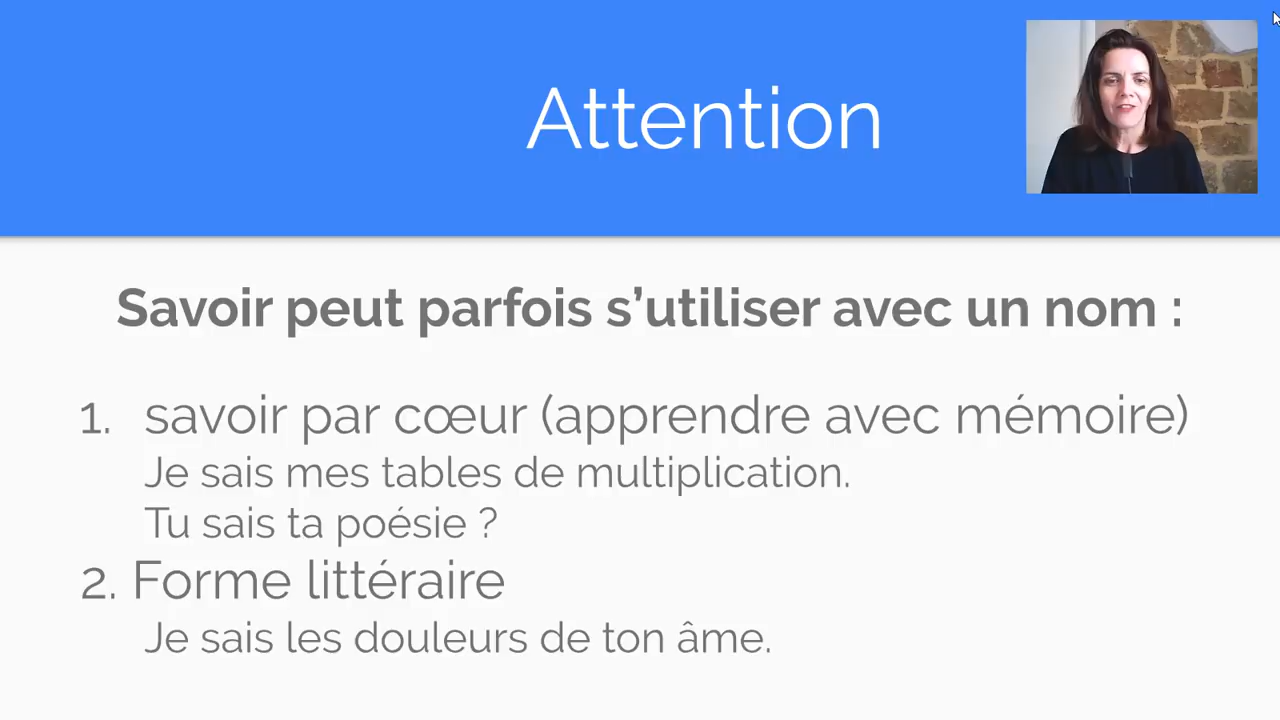 Attention
Savoir peut parfois s’utiliser avec un nom :
1. savoir par cœur (apprendre avec mémoire)
Je sais mes tables de multiplication.
Tu sais ta poésie ?
2. Forme littéraire
Je sais les douleurs de ton âme.